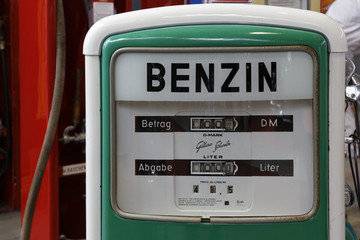 BENZIN
Betrag DM
D-MARK
LITER
Abgabe Liter